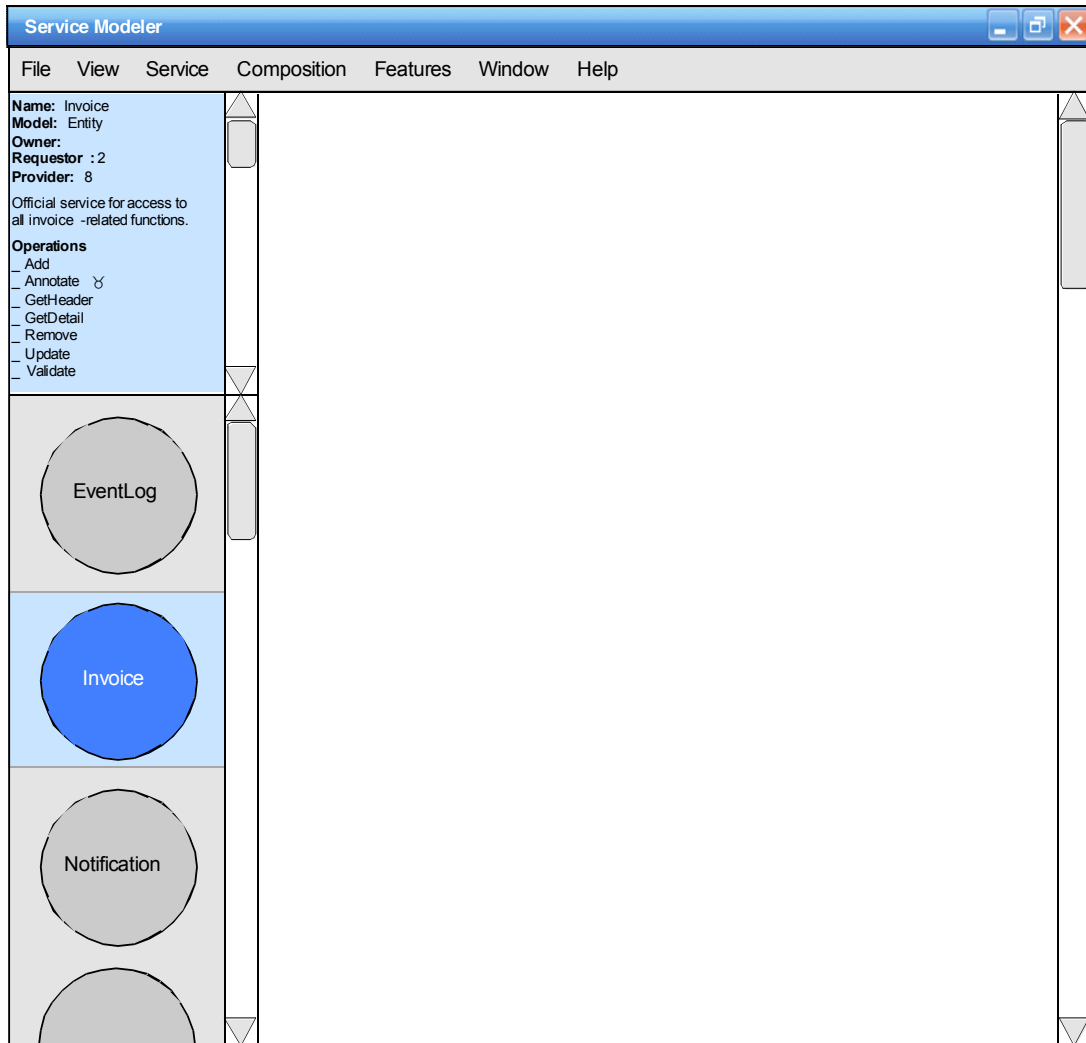 Service Modeler
File View Service Composition Features Window Help
Name: Invoice
Model: Entity
Owner:
Requestor : 2
Provider: 8
Official service for access to
all invoice -related functions.
Operations
_ Add
_ Annotate ♉
_ GetHeader
_ GetDetail
_ Remove
_ Update
_ Validate
EventLog
Invoice
Notification